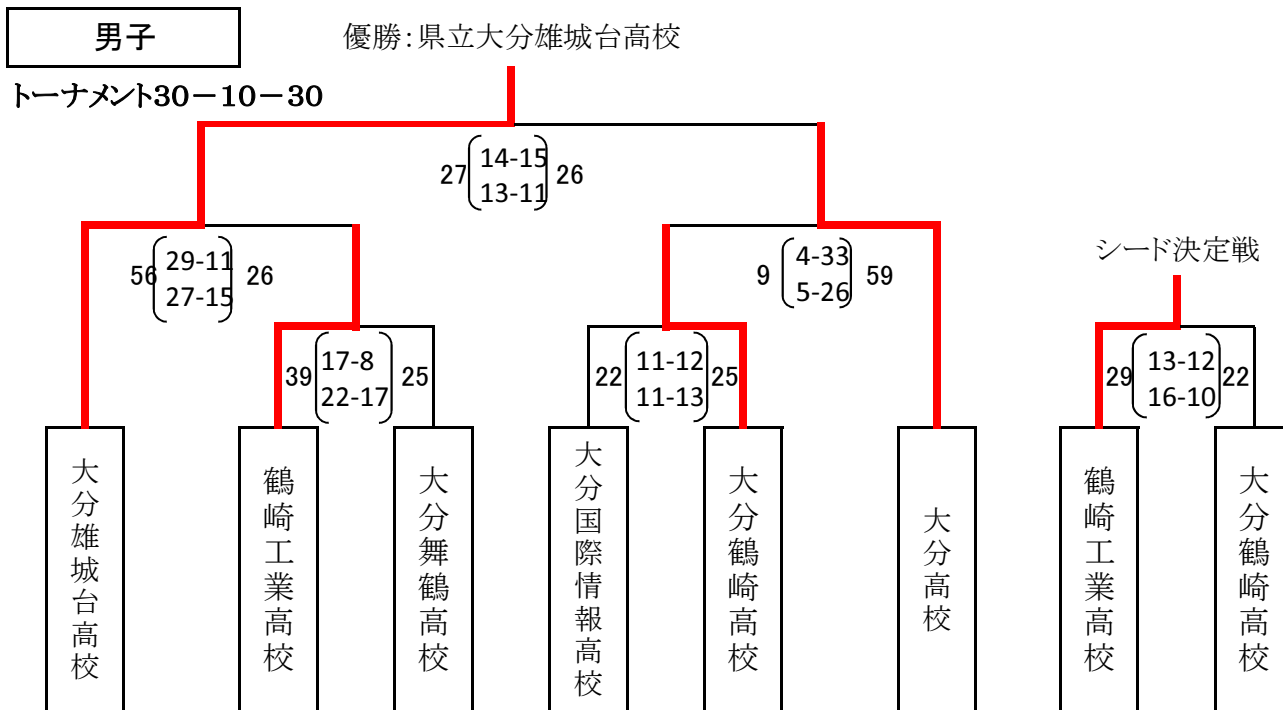 男子
優勝：県立大分雄城台高校
トーナメント30－10－30
27 14-15 26
13-11
56 29-11 26
27-15
9 4-33 59
5-26
シード決定戦
39 17-8 25
22-17
22 11-12 25
11-13
29 13-12 22
16-10
大分雄城台高校
鶴崎工業高校
大分舞鶴高校
大分国際情報高校
大分鶴崎高校
大分高校
鶴崎工業高校
大分鶴崎高校